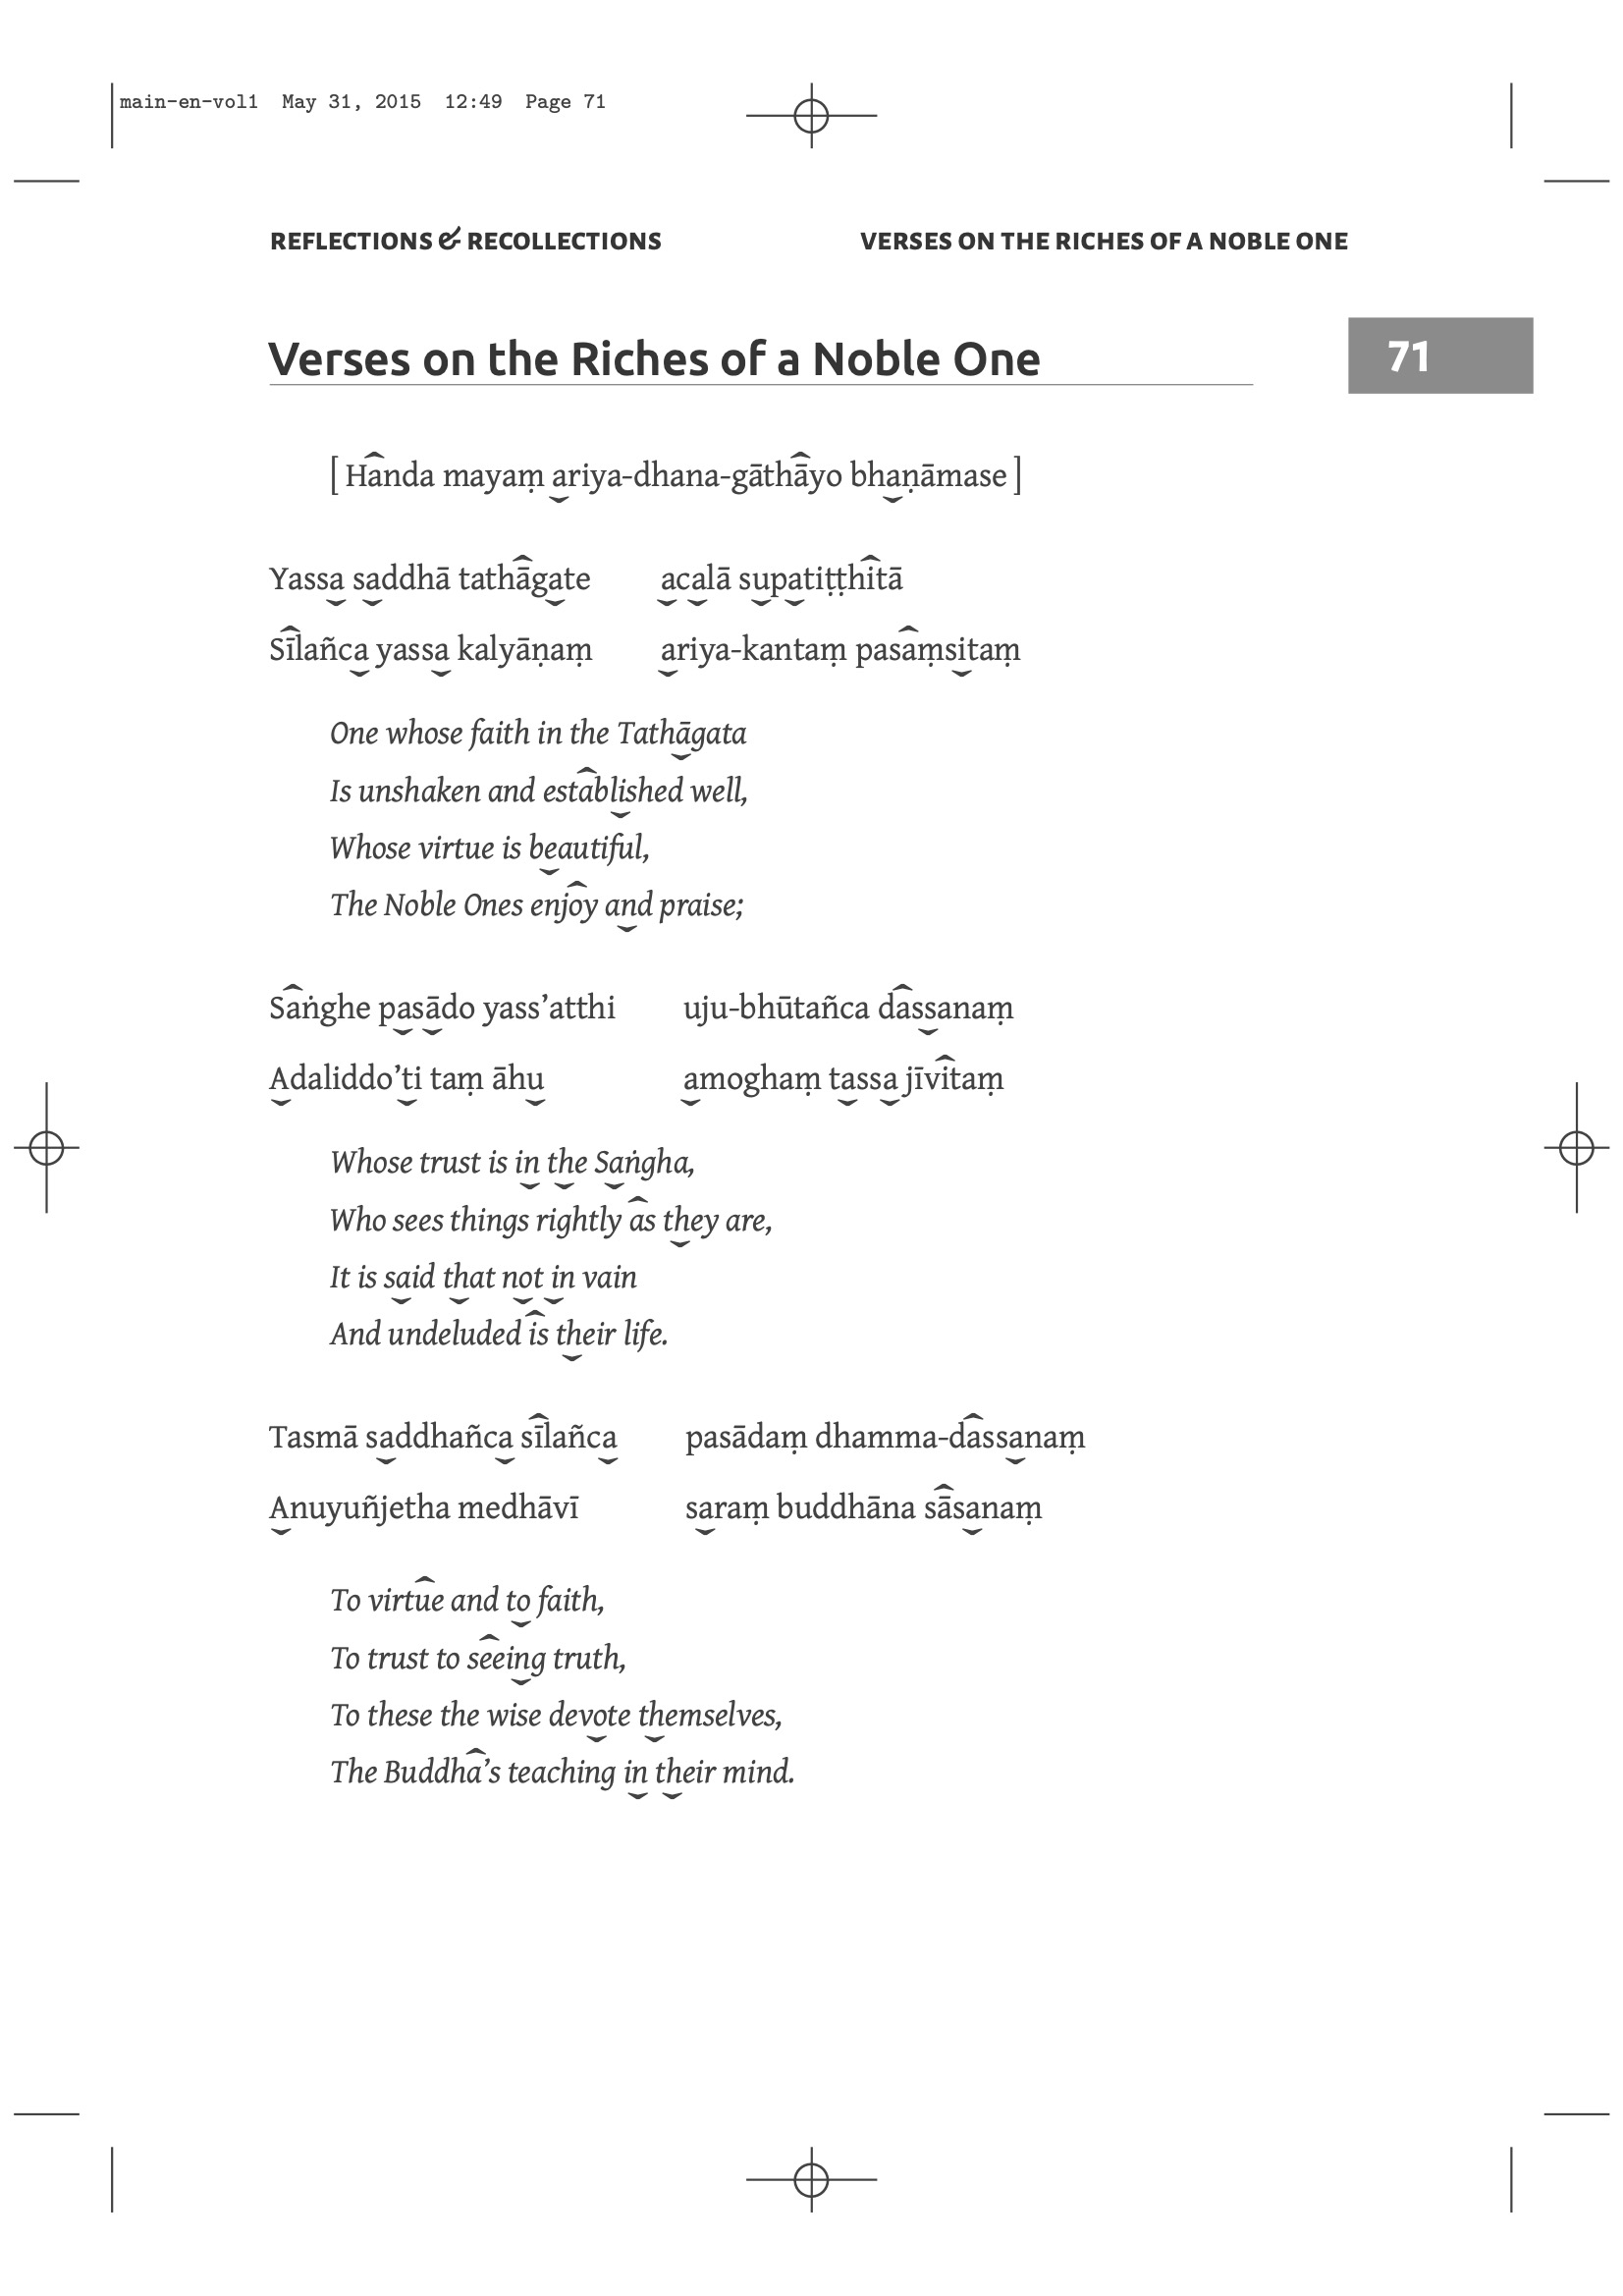 main-en-vol1 May 31, 2015 12:49 Page 71
REFLECTIONS & RECOLLECTIONS VERSES ON THE RICHES OF A NOBLE ONE
Verses on the Riches of a Noble One 71
[ Handa mayaṃ ariya-dhana-gāthāyo bhaṇāmase ]
Yassa saddhā tathāgate acalā supatiṭṭhitā
Sīlañca yassa kalyāṇaṃ ariya-kantaṃ pasaṃsitaṃ
One whose faith in the Tathāgata
Is unshaken and established well,
Whose virtue is beautiful,
The Noble Ones enjoy and praise;
Saṅghe pasādo yass’atthi uju-bhūtañca dassanaṃ
Adaliddo’ti taṃ āhu amoghaṃ tassa jīvitaṃ
Whose trust is in the Saṅgha,
Who sees things rightly as they are,
It is said that not in vain
And undeluded is their life.
Tasmā saddhañca sīlañca pasādaṃ dhamma-dassanaṃ
Anuyuñjetha medhāvī saraṃ buddhāna sāsanaṃ
To virtue and to faith,
To trust to seeing truth,
To these the wise devote themselves,
The Buddha’s teaching in their mind.